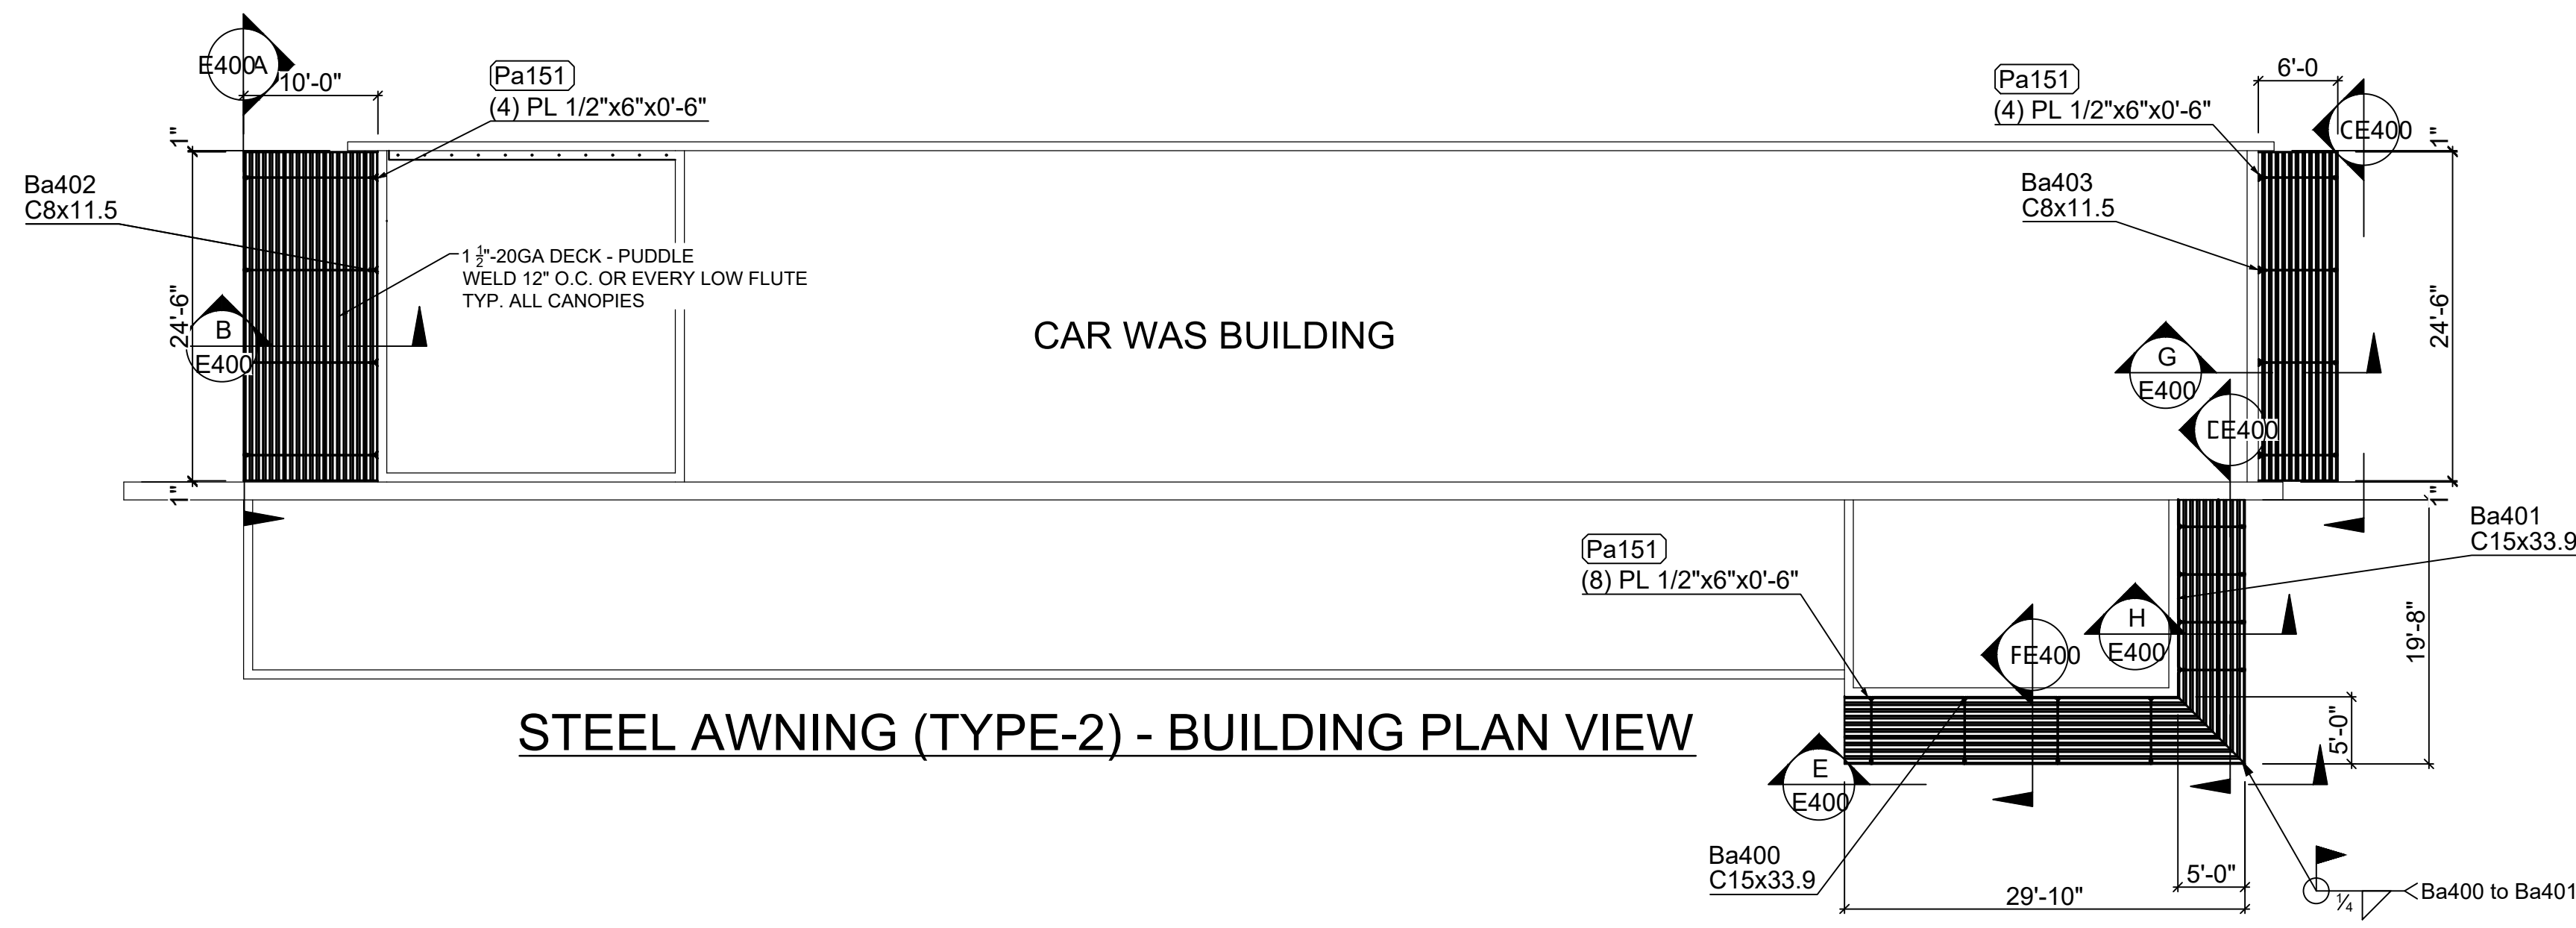 E400A
10'-0"
Pa151
(4) PL 1/2"x6"x0'-6"
Pa151
(4) PL 1/2"x6"x0'-6"
6'-0
CE400
1"
1"
Ba402
C8x11.5
Ba403
C8x11.5
1 1/2"-20GA DECK - PUDDLE
WELD 12" O.C. OR EVERY LOW FLUTE
TYP. ALL CANOPIES
24'-6"
B
E400
CAR WAS BUILDING
24'-6"
G
E400
E400
1"
1"
Ba401
C15x33.9
Pa151
(8) PL 1/2"x6"x0'-6"
H
E400
FE400
19'-8"
STEEL AWNING (TYPE-2) - BUILDING PLAN VIEW
5'-0"
E
E400
Ba400
C15x33.9
29'-10"
5'-0"
1/4
Ba400 to Ba401